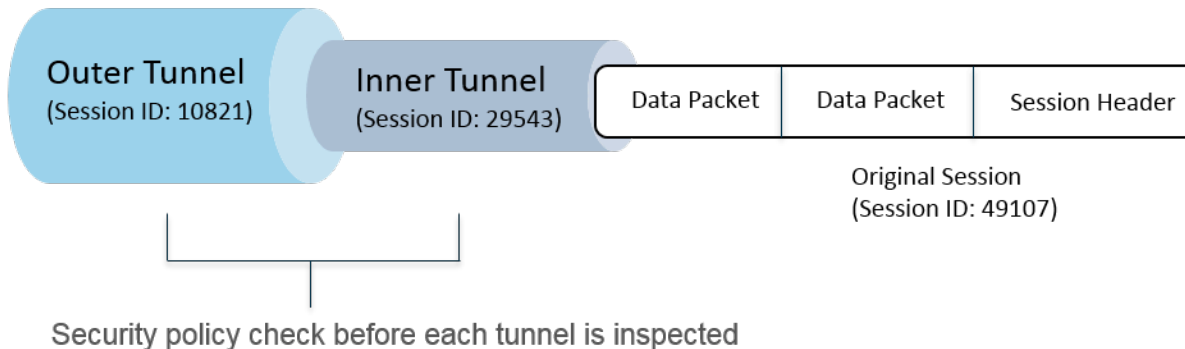 Outer Tunnel
(Session ID: 10821)
Inner Tunnel
(Session ID: 29543)
Data Packet
Data Packet
Session Header
Original Session
(Session ID: 49107)
Security policy check before each tunnel is inspected